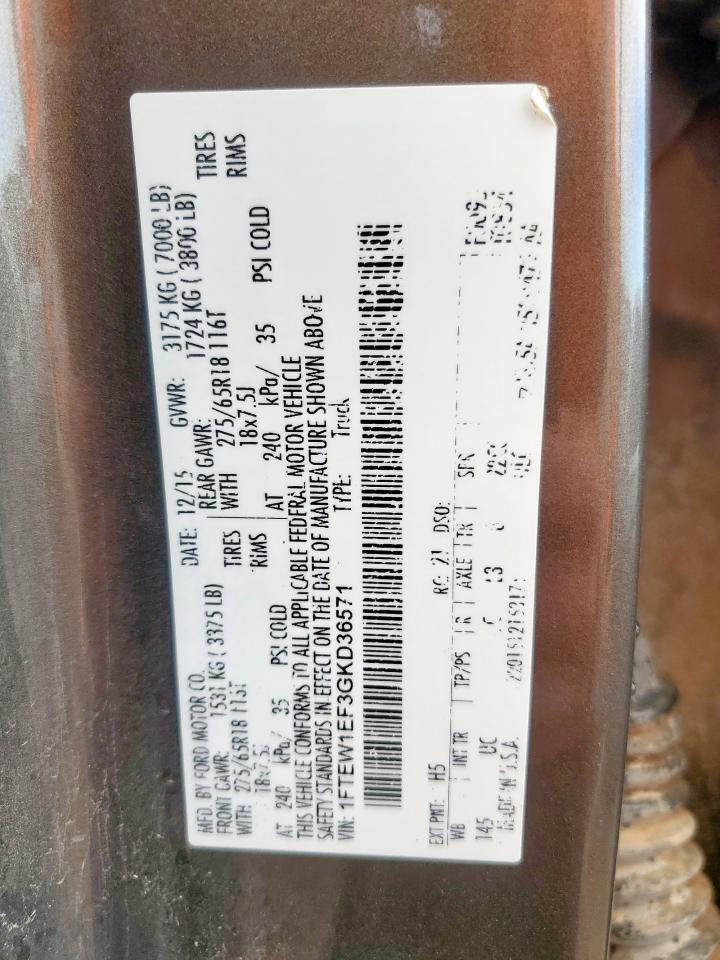 MFD. BY FORD MOTOR CO. DATE: 12/15 GVWR: 3175 KG ( 7000 LB)
FRONT GAWR: 1531 KG ( 3375 LB) REAR GAWR: 1724 KG ( 3800 LB)
WITH 275/65R18 116T TIRES WITH 275/65R18 116T TIRES
18x7.5J RIMS 18x7.5J RIMS
AT 240 kPa/ 35 PSI COLD AT 240 kPa/ 35 PSI COLD
THIS VEHICLE CONFORMS TO ALL APPLICABLE FEDERAL MOTOR VEHICLE
SAFETY STANDARDS IN EFFECT ON THE DATE OF MANUFACTURE SHOWN ABOVE
VIN: 1FTEW1EF3GKD36571 TYPE: Truck
EXT PNT: H5 RC: 21 DSO:
WB INT TR TP/PS R AXLE TR SPR
145 UC
MADE IN U.S.A.